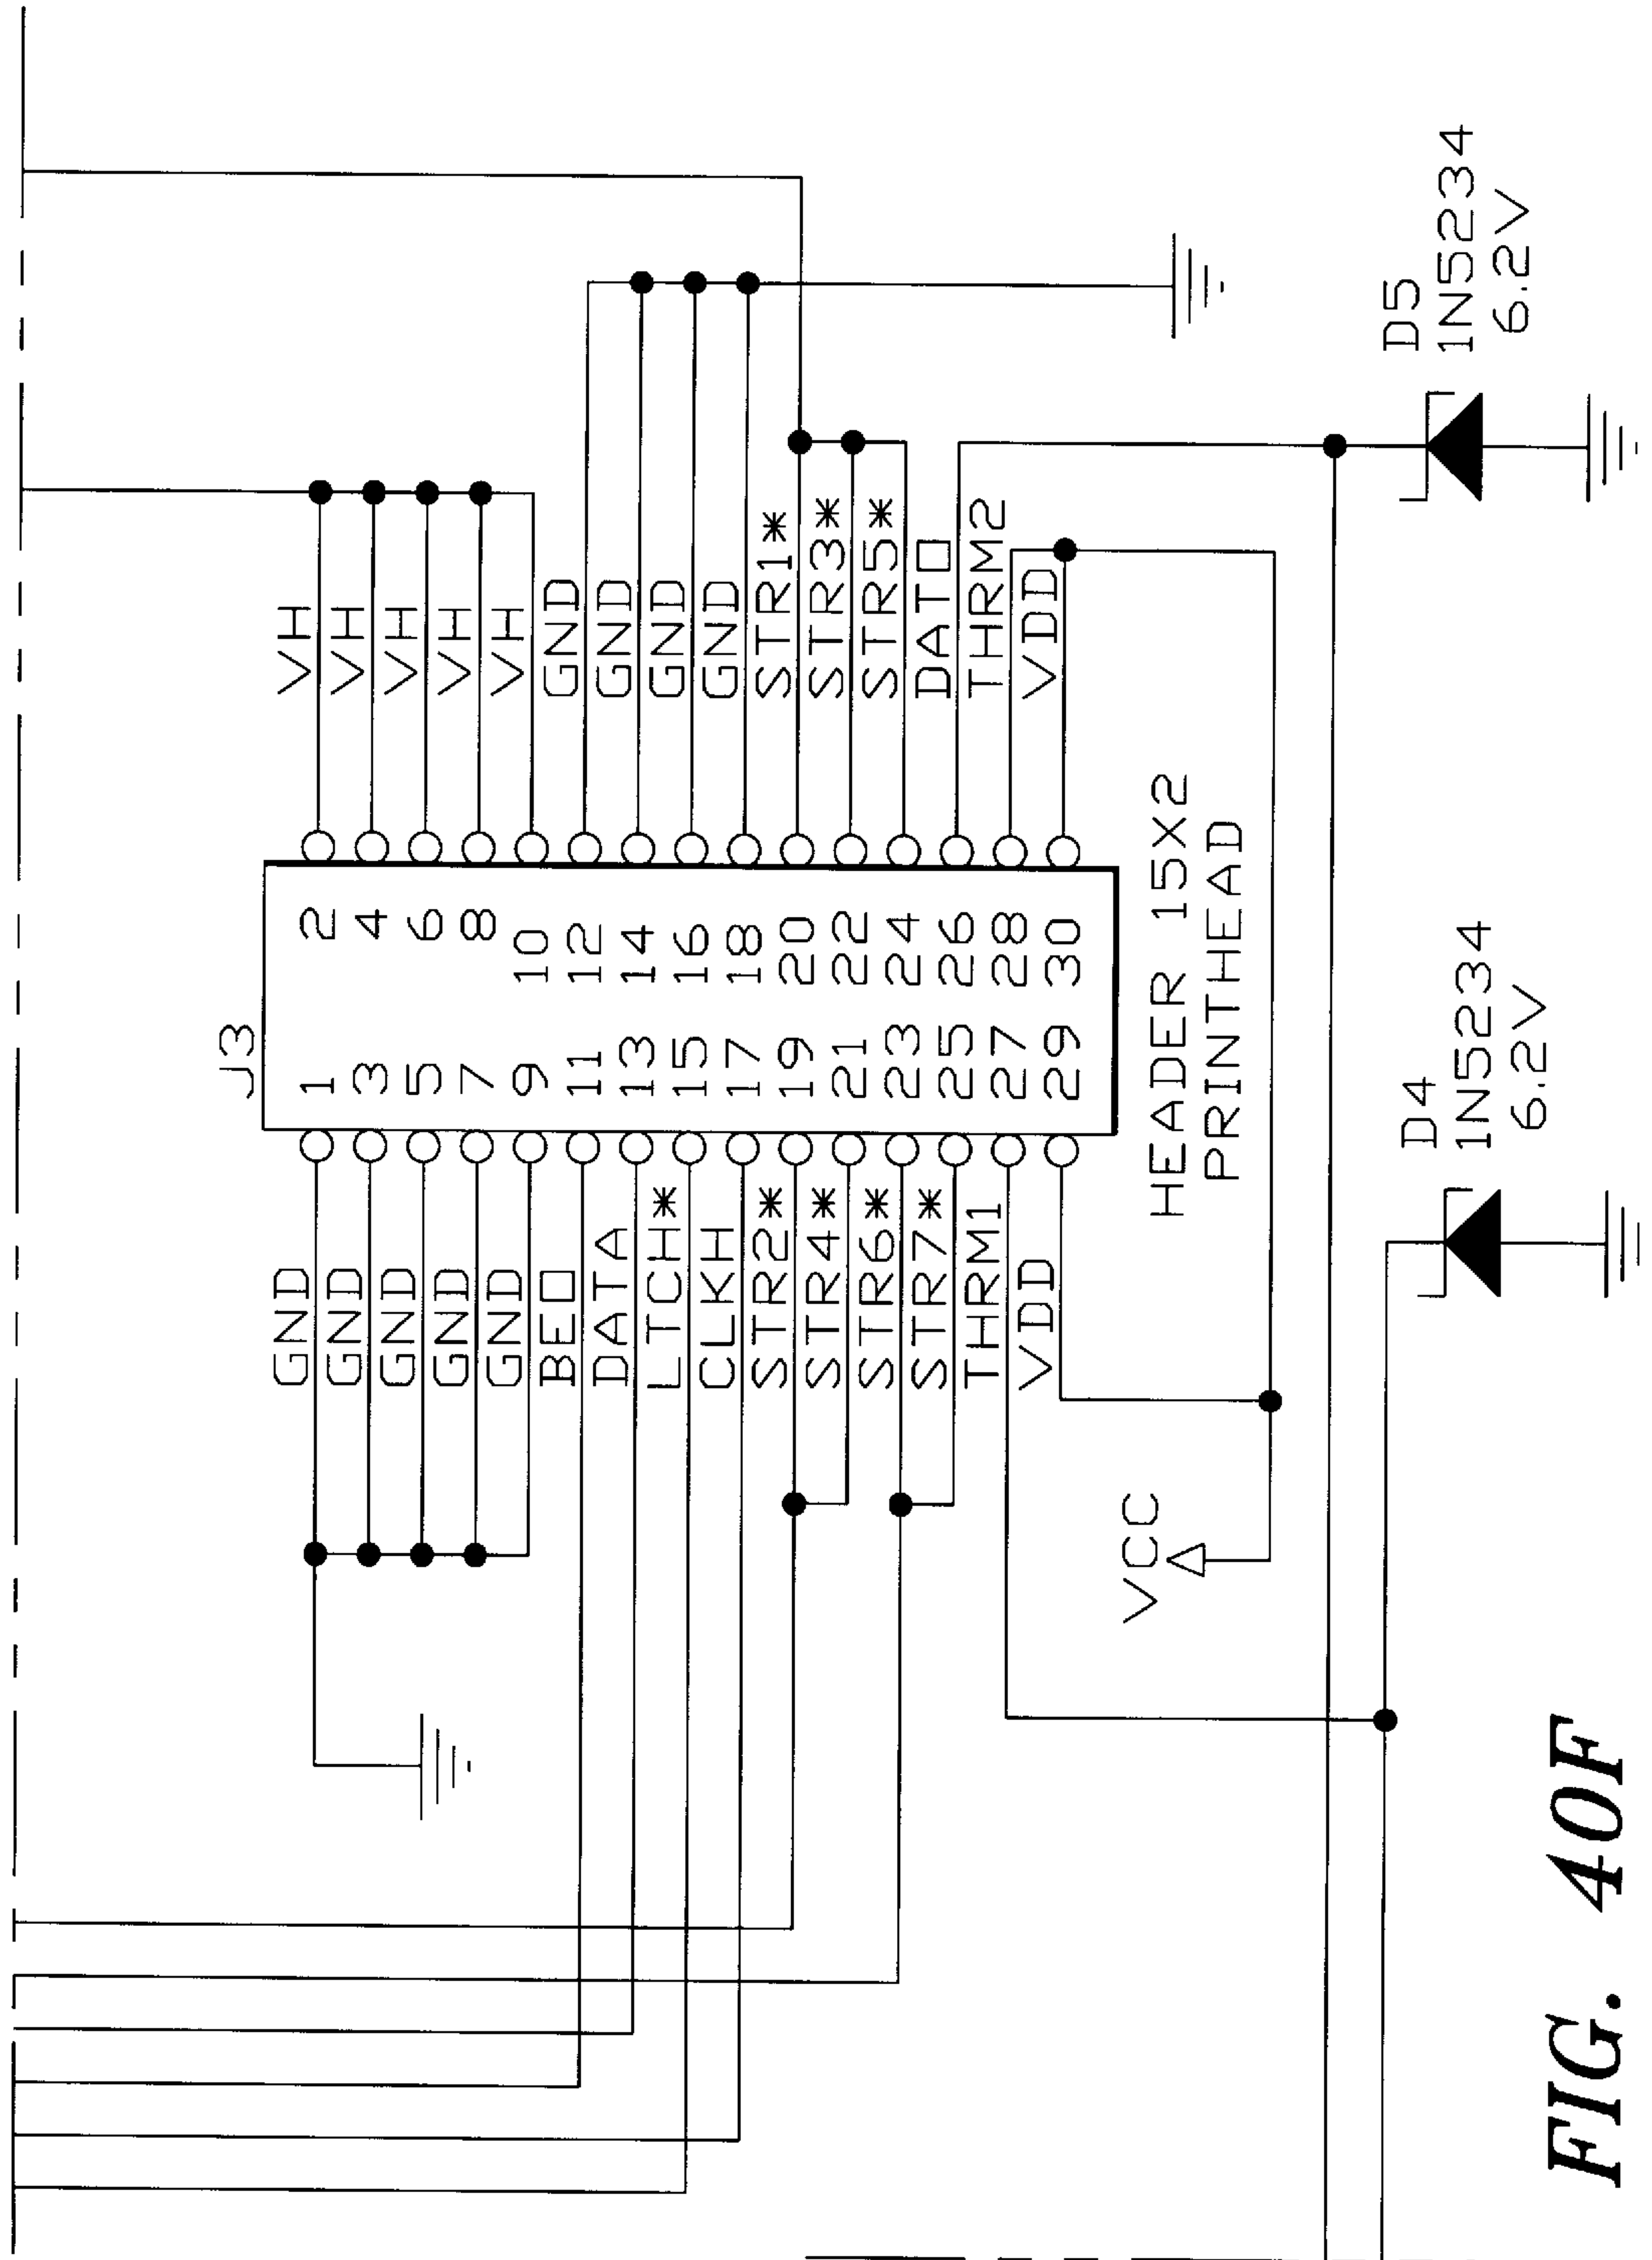 J3
GND 1 2 VH
GND 3 4 VH
GND 5 6 VH
GND 7 8 VH
GND 9 10 VH
BEO 11 12 GND
DATA 13 14 GND
LTCH* 15 16 GND
CLKH 17 18 GND
STR2* 19 20 STR1*
STR4* 21 22 STR3*
STR6* 23 24 STR5*
STR7* 25 26 DATO
THRM1 27 28 THRM2
VDD 29 30 VDD
VCC
HEADER 15X2
PRINTHEAD
D4
1N5234
6.2V
D5
1N5234
6.2V
FIG. 40F